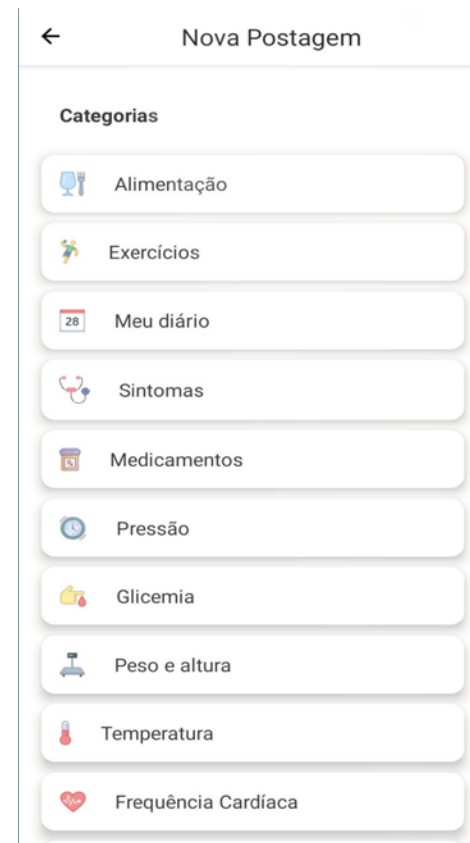 Nova Postagem
Categorias
Alimentação
Exercícios
28 Meu diário
Sintomas
Medicamentos
Pressão
Glicemia
Peso e altura
Temperatura
Frequência Cardíaca